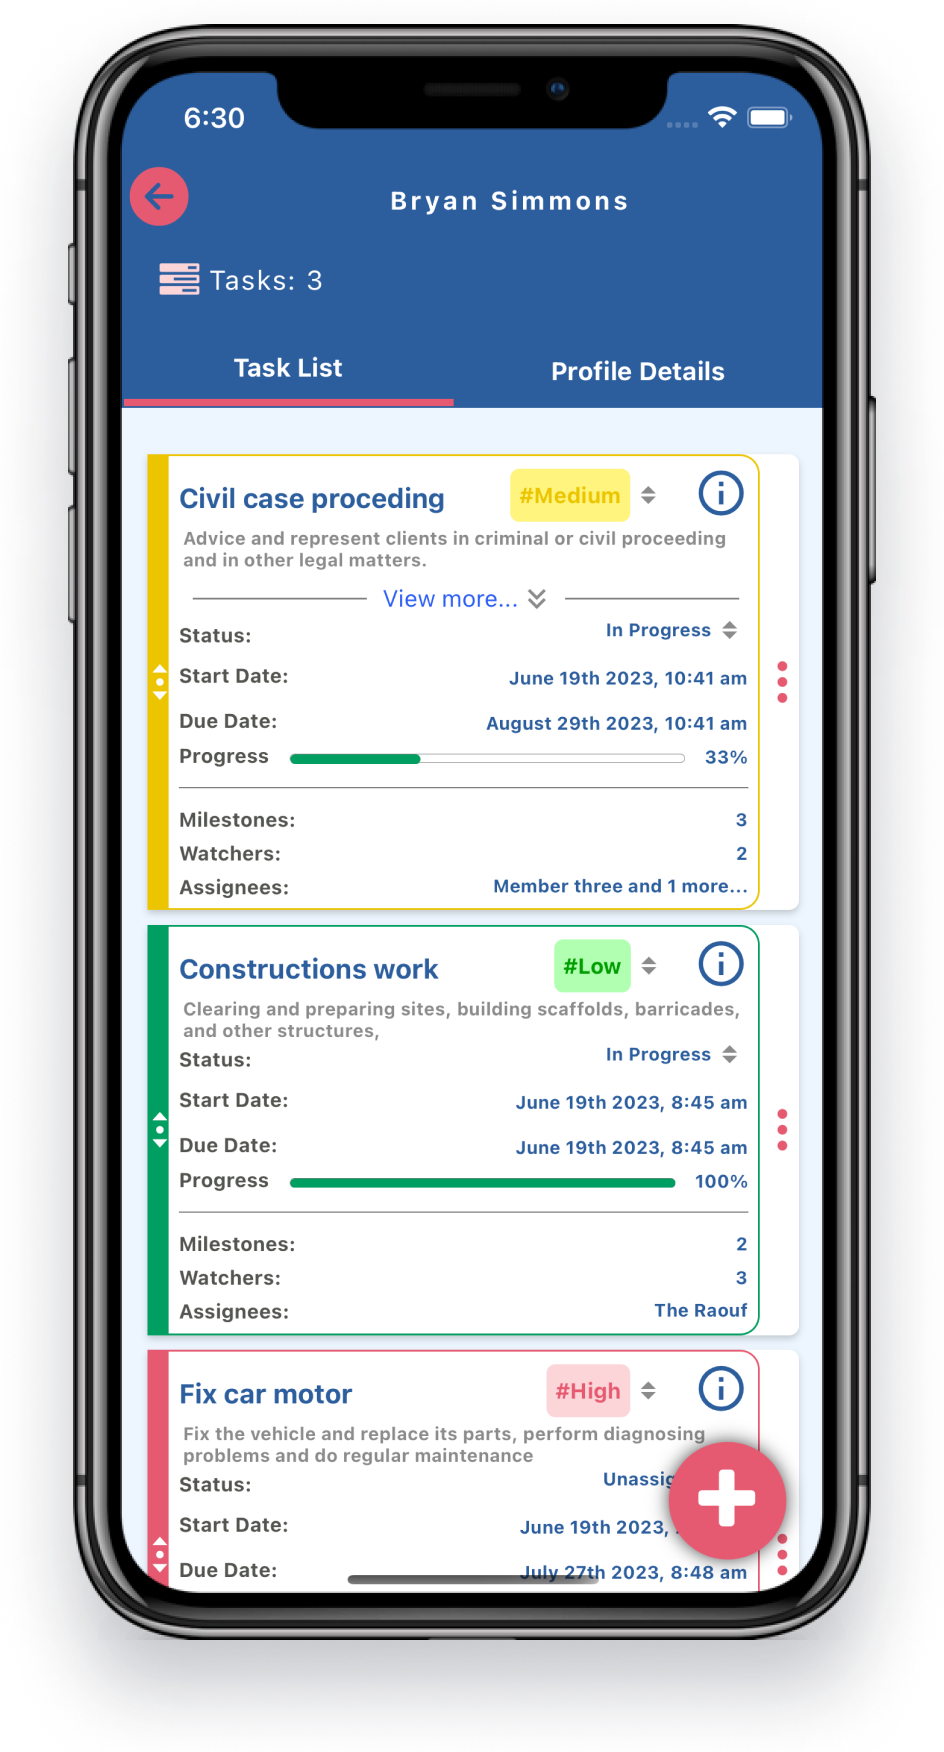 6:30
Bryan Simmons
Tasks: 3
Task List
Profile Details
Civil case proceding
#Medium
Advice and represent clients in criminal or civil proceeding
and in other legal matters.
View more...
Status:
In Progress
Start Date:
June 19th 2023, 10:41 am
Due Date:
August 29th 2023, 10:41 am
Progress
33%
Milestones:
3
Watchers:
2
Assignees:
Member three and 1 more...
Constructions work
#Low
Clearing and preparing sites, building scaffolds, barricades,
and other structures,
Status:
In Progress
Start Date:
June 19th 2023, 8:45 am
Due Date:
June 19th 2023, 8:45 am
Progress
100%
Milestones:
2
Watchers:
3
Assignees:
The Raouf
Fix car motor
#High
Fix the vehicle and replace its parts, perform diagnosing
problems and do regular maintenance
Status:
Start Date:
June 19th 2023,
Due Date:
July 27th 2023, 8:48 am